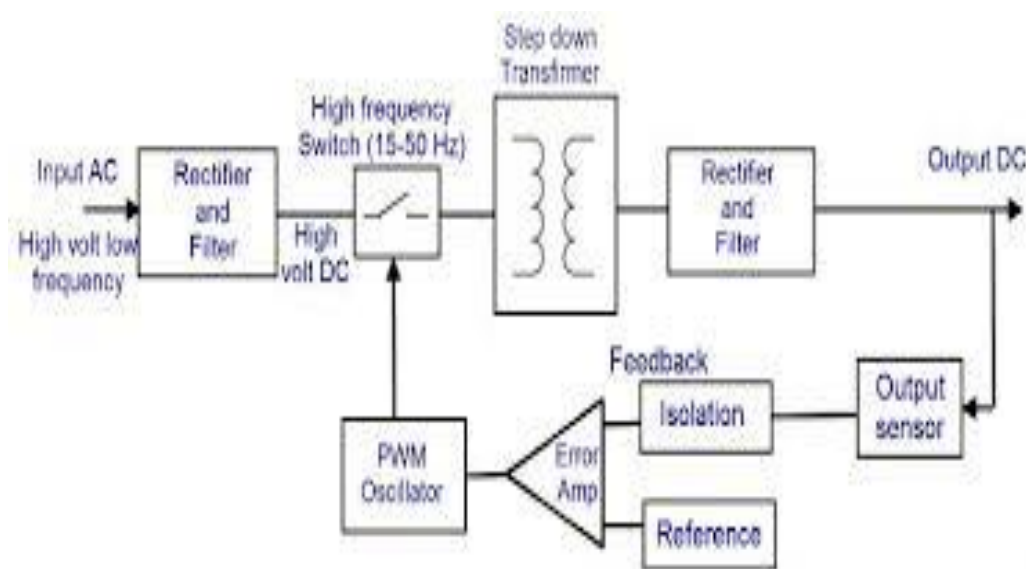 Step down
Transfirmer
High frequency
Switch (15-50 Hz)
Input AC
High volt low
frequency
Rectifier
and
Filter
High
volt DC
Rectifier
and
Filter
Output DC
Feedback
Isolation
Output
sensor
PWM
Oscillator
Error
Amp
Reference